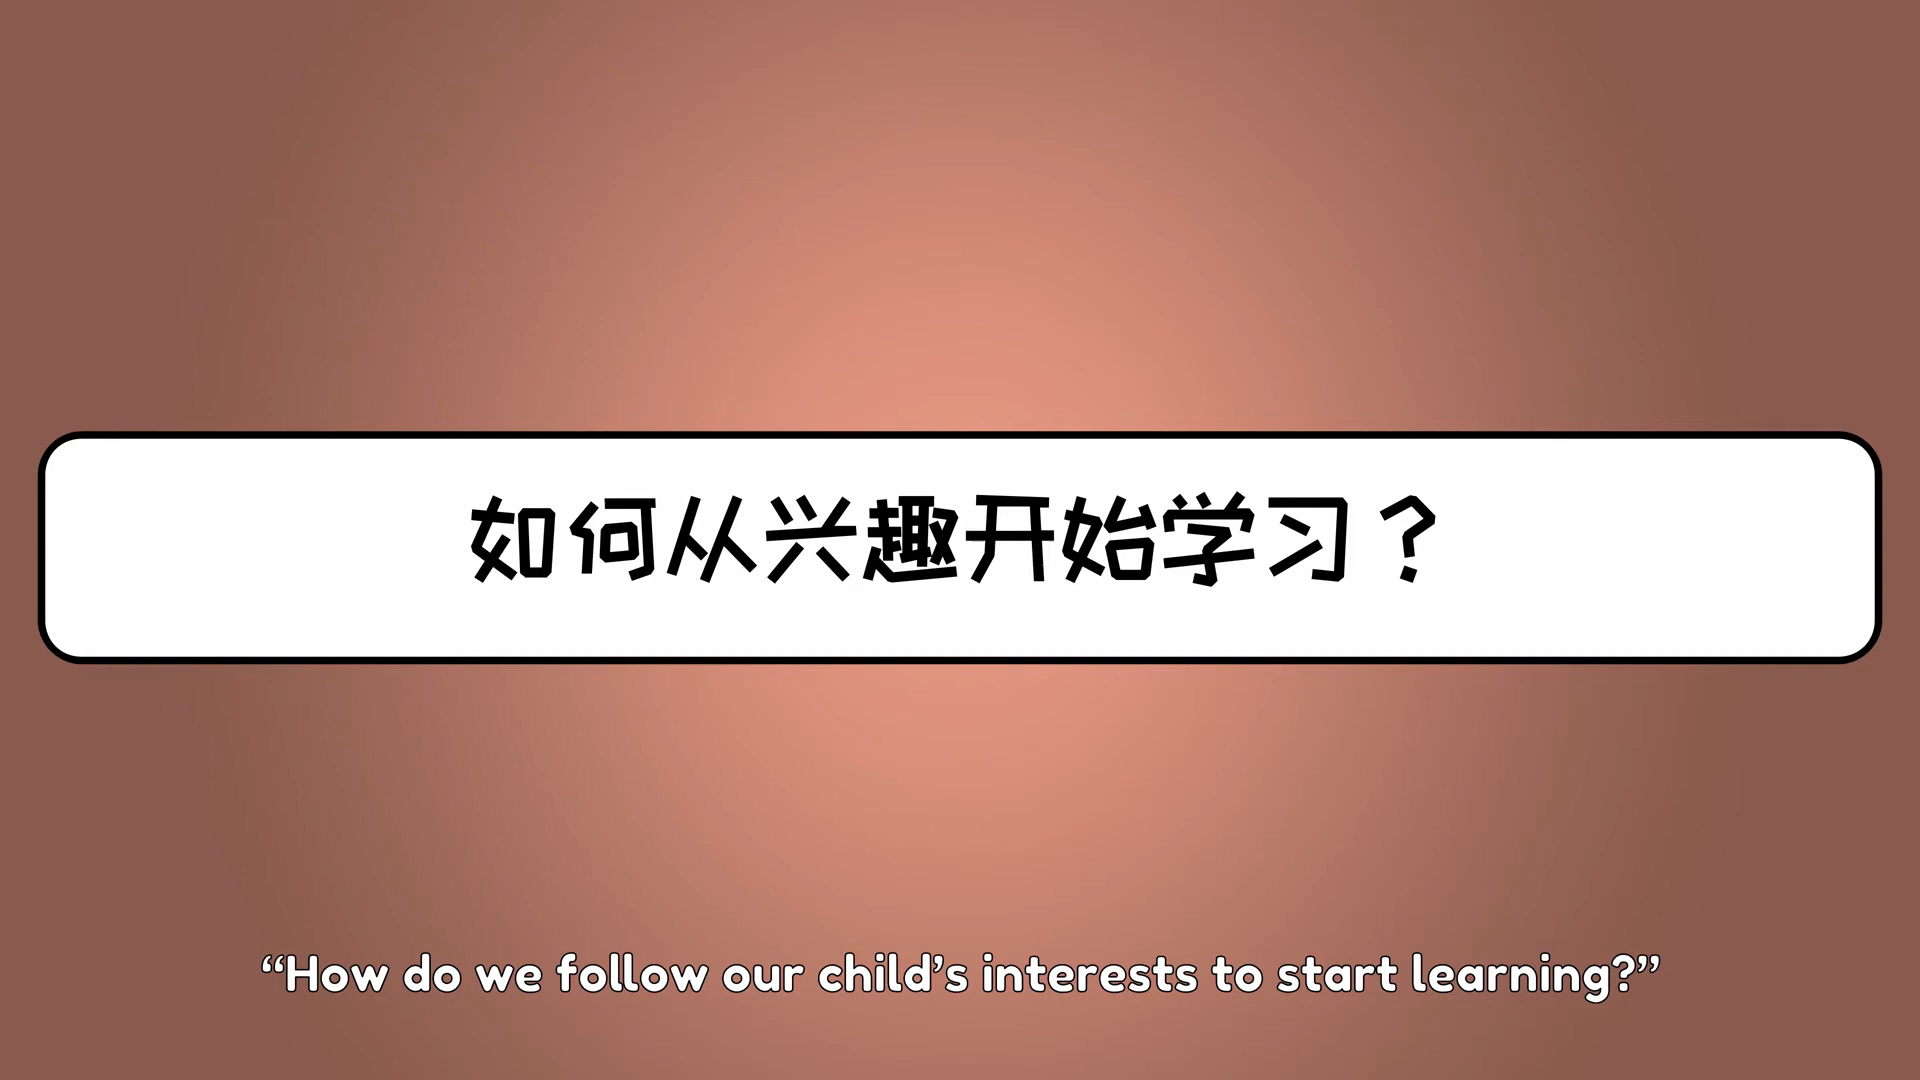 如何从兴趣开始学习？
“How do we follow our child’s interests to start learning?”